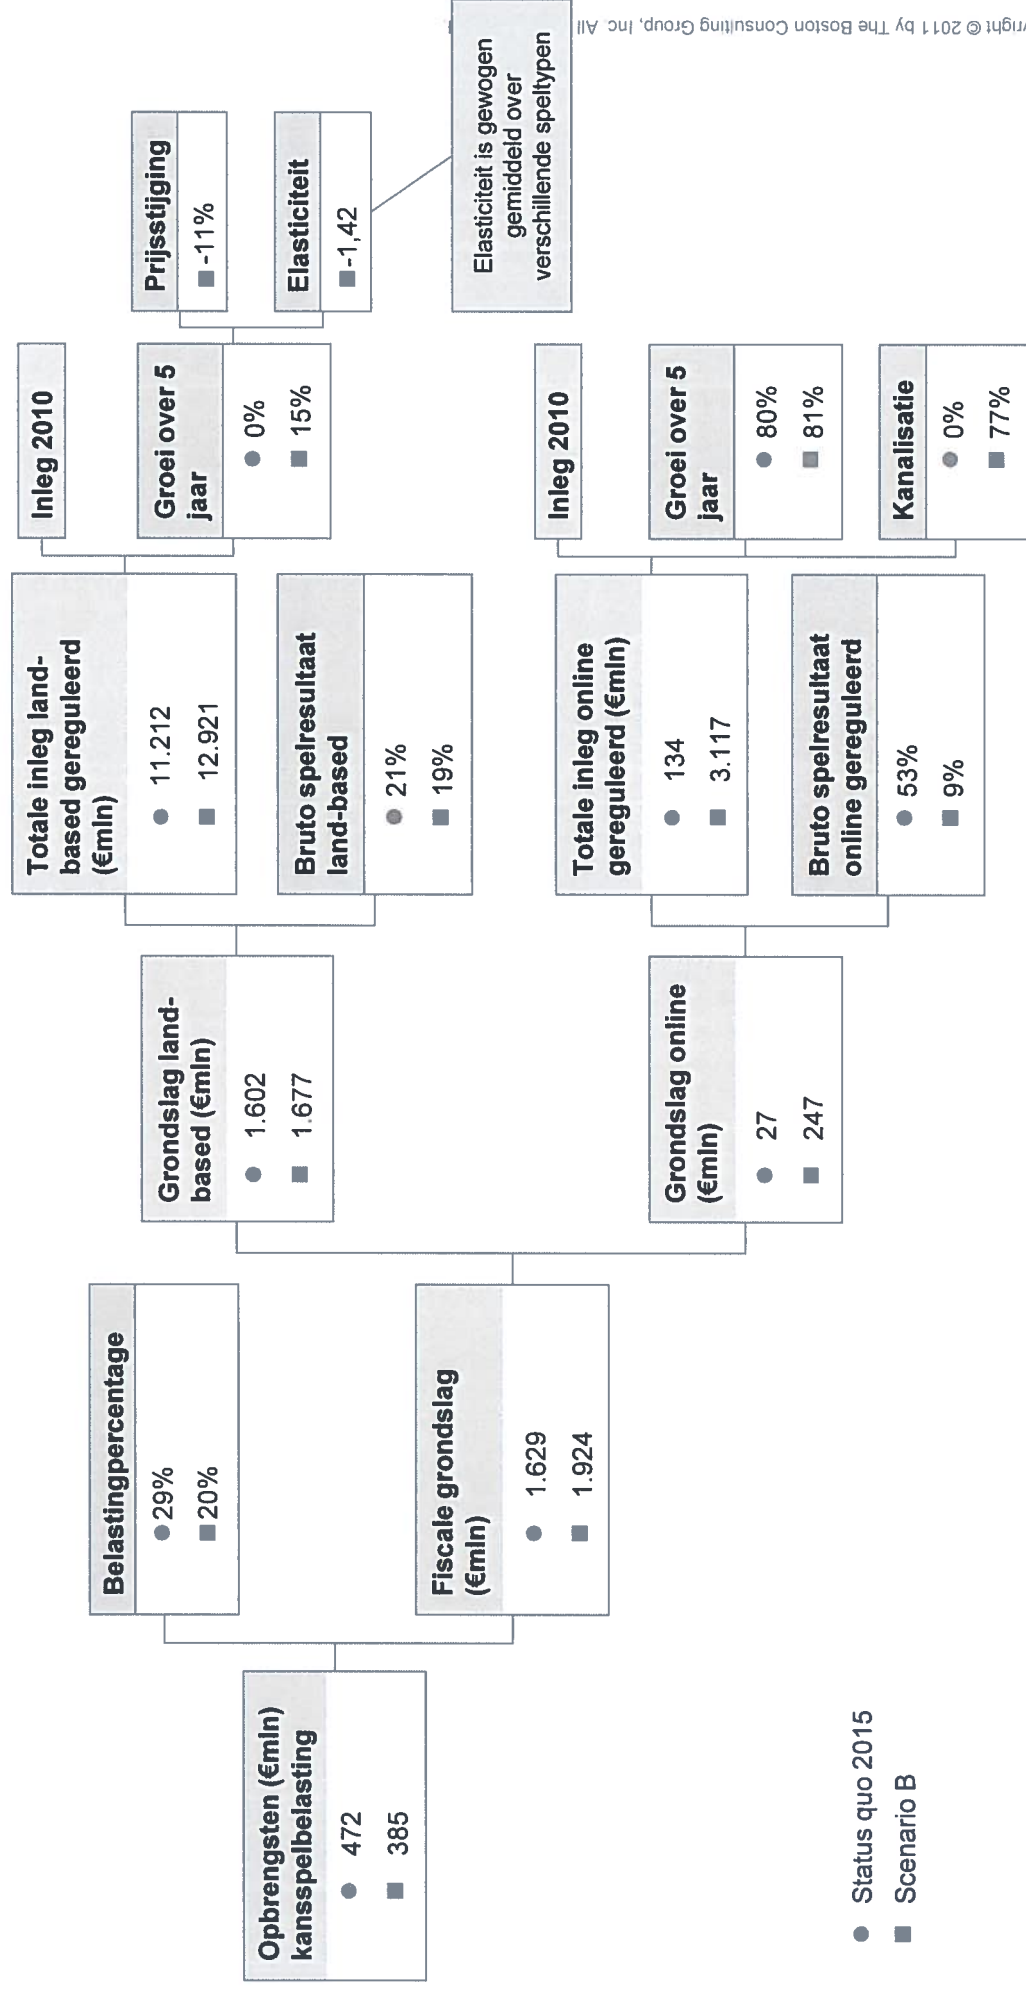 Opbrengsten (€mln)
kansspelbelasting
472
385
Belastingpercentage
29%
20%
Fiscale grondslag
(€mln)
1.629
1.924
Grondslag land-
based (€mln)
1.602
1.677
Grondslag online
(€mln)
27
247
Totale inleg land-
based gereguleerd
(€mln)
11.212
12.921
Bruto spelresultaat
land-based
21%
19%
Totale inleg online
gereguleerd (€mln)
134
3.117
Bruto spelresultaat
online gereguleerd
53%
9%
Inleg 2010
Groei over 5
jaar
0%
15%
Inleg 2010
Groei over 5
jaar
80%
81%
Kanalisatie
0%
77%
Prijsstijging
-11%
Elasticiteit
-1,42
Elasticiteit is gewogen
gemiddeld over
verschillende speltypen
Status quo 2015
Scenario B
yright © 2011 by The Boston Consulting Group, Inc. All